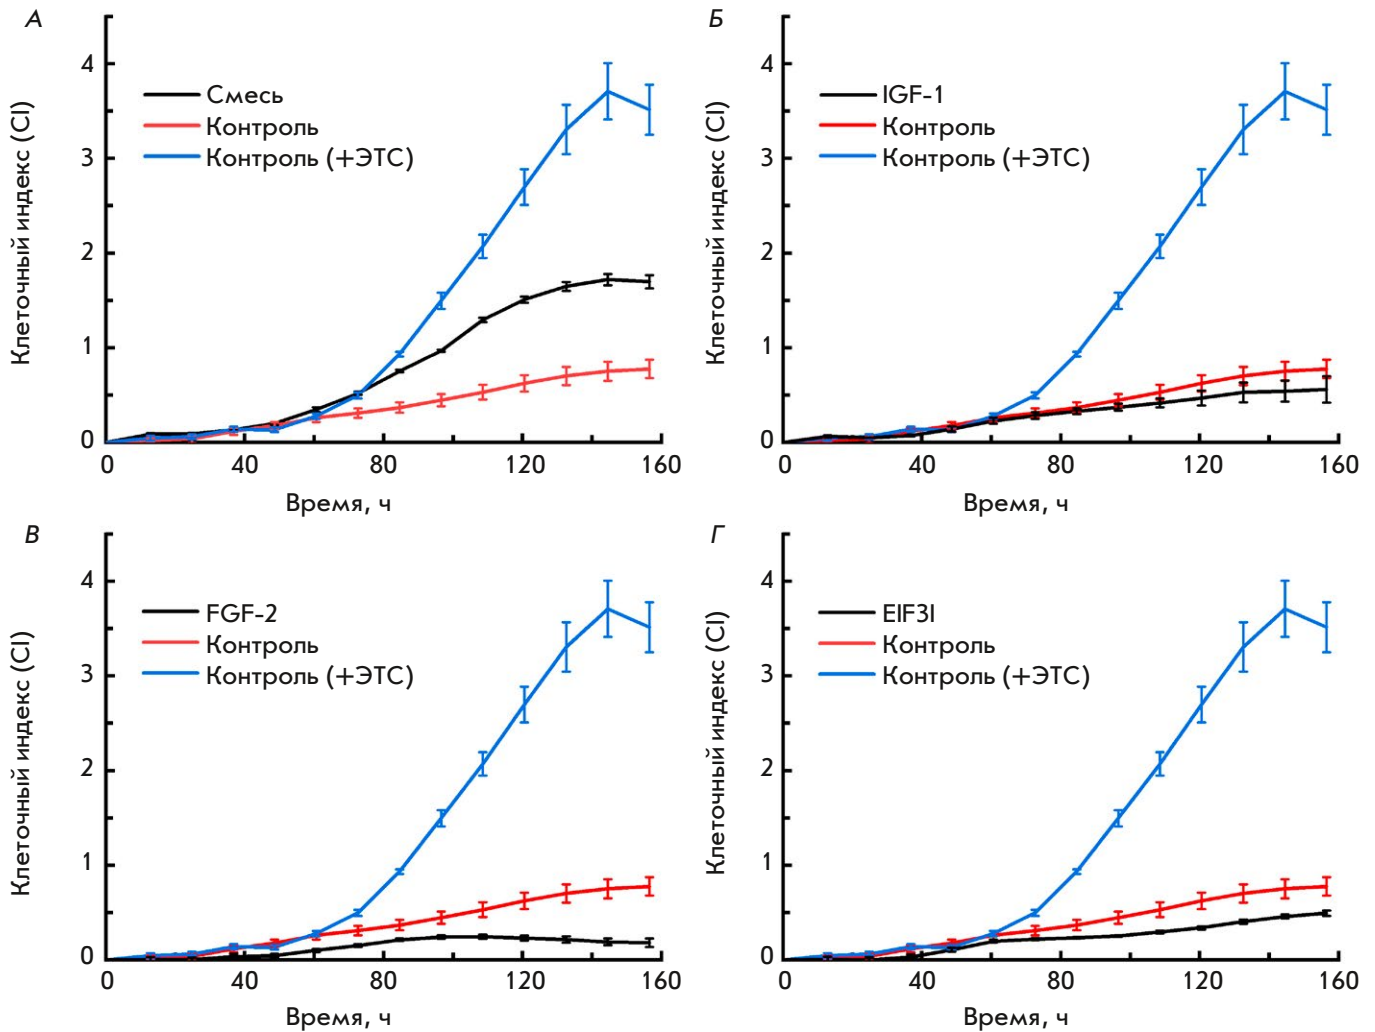 А
Клеточный индекс (CI)
4
3
2
1
0
Смесь
Контроль
Контроль (+ЭТС)
0 40 80 120 160
Время, ч
Б
Клеточный индекс (CI)
4
3
2
1
0
IGF-1
Контроль
Контроль (+ЭТС)
0 40 80 120 160
Время, ч
В
Клеточный индекс (CI)
4
3
2
1
0
FGF-2
Контроль
Контроль (+ЭТС)
0 40 80 120 160
Время, ч
Г
Клеточный индекс (CI)
4
3
2
1
0
EIF3I
Контроль
Контроль (+ЭТС)
0 40 80 120 160
Время, ч